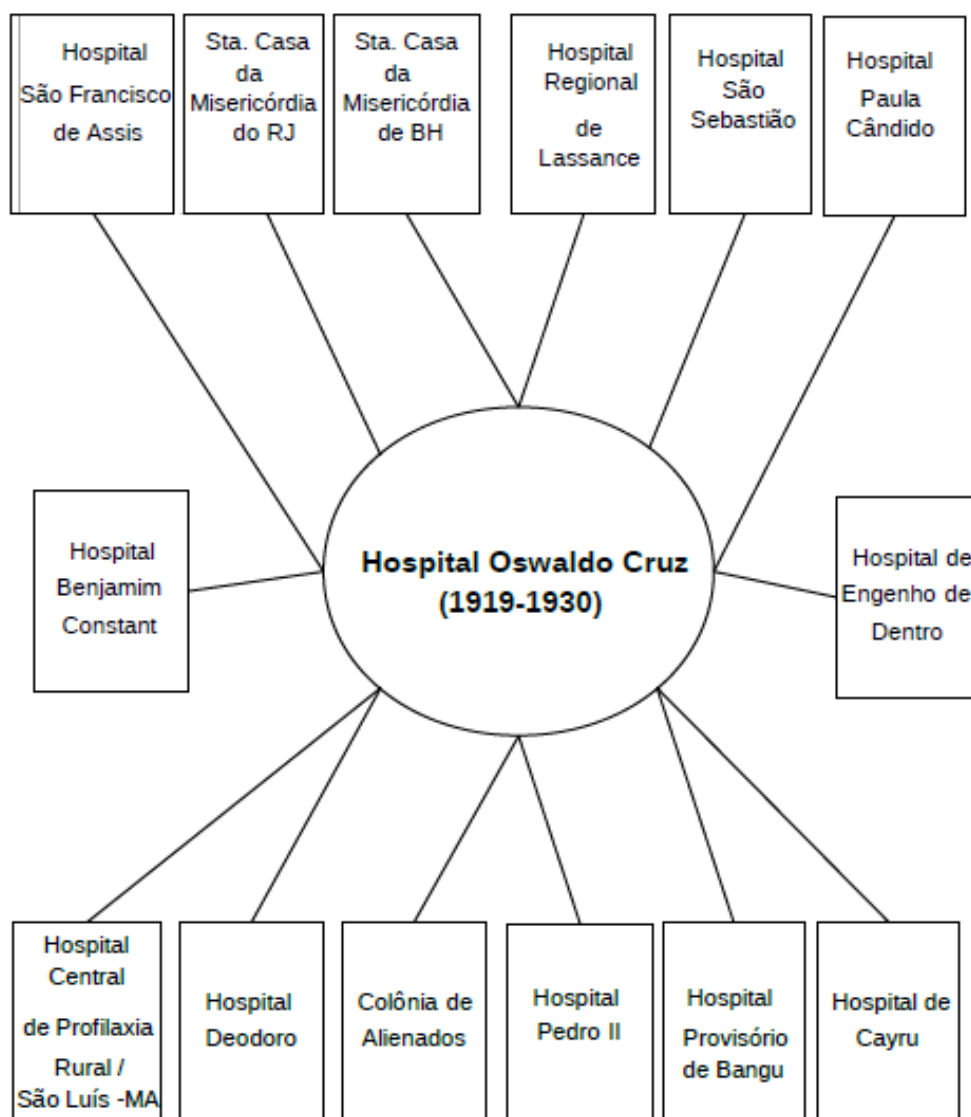 Hospital
São Francisco
de Assis
Sta. Casa
da
Misericórdia
do RJ
Sta. Casa
da
Misericórdia
de BH
Hospital
Regional
de
Lassance
Hospital
São
Sebastião
Hospital
Paula
Cândido
Hospital
Benjamim
Constant
Hospital Oswaldo Cruz
(1919-1930)
Hospital de
Engenho de
Dentro
Hospital
Central
de Profilaxia
Rural /
São Luís -MA
Hospital
Deodoro
Colônia de
Alienados
Hospital
Pedro II
Hospital
Provisório
de Bangu
Hospital de
Cayru